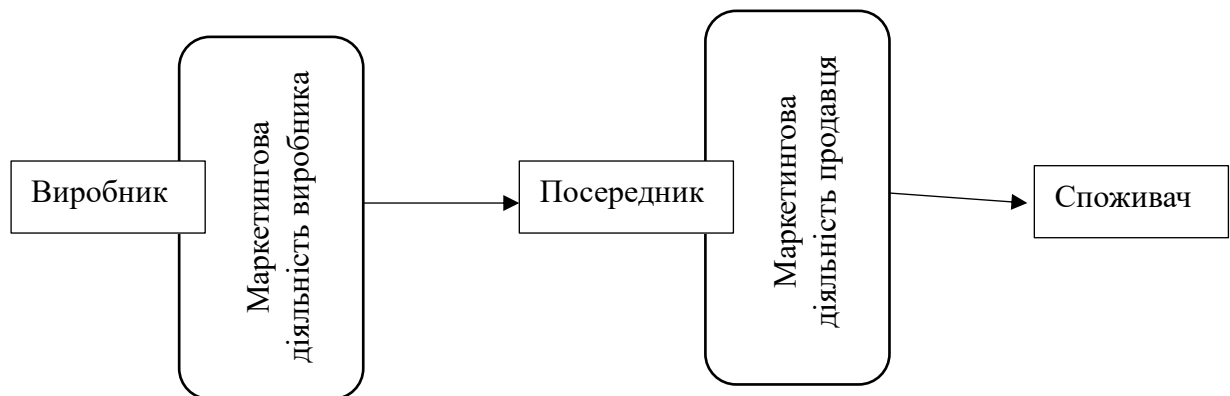 Виробник
Маркетингова
діяльність виробника
Посередник
Маркетингова
діяльність продавця
Споживач